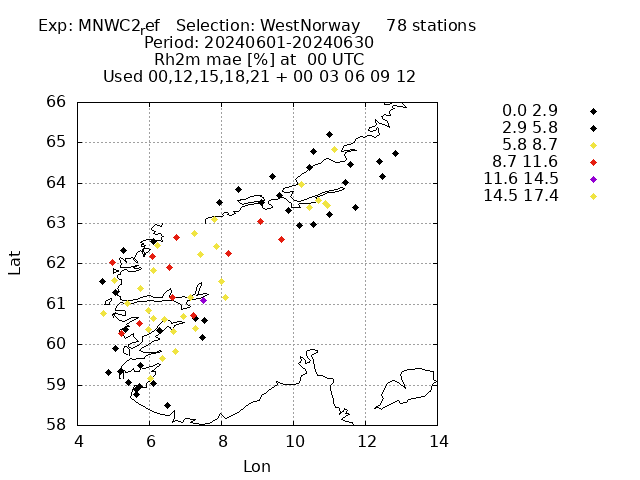 Exp: MNWC2ref Selection: WestNorway 78 stations
Period: 20240601-20240630
Rh2m mae [%] at 00 UTC
Used 00,12,15,18,21 + 00 03 06 09 12
0.0 2.9
2.9 5.8
5.8 8.7
8.7 11.6
11.6 14.5
14.5 17.4
66
65
64
63
62
61
60
59
58
Lat
4 6 8 10 12 14
Lon